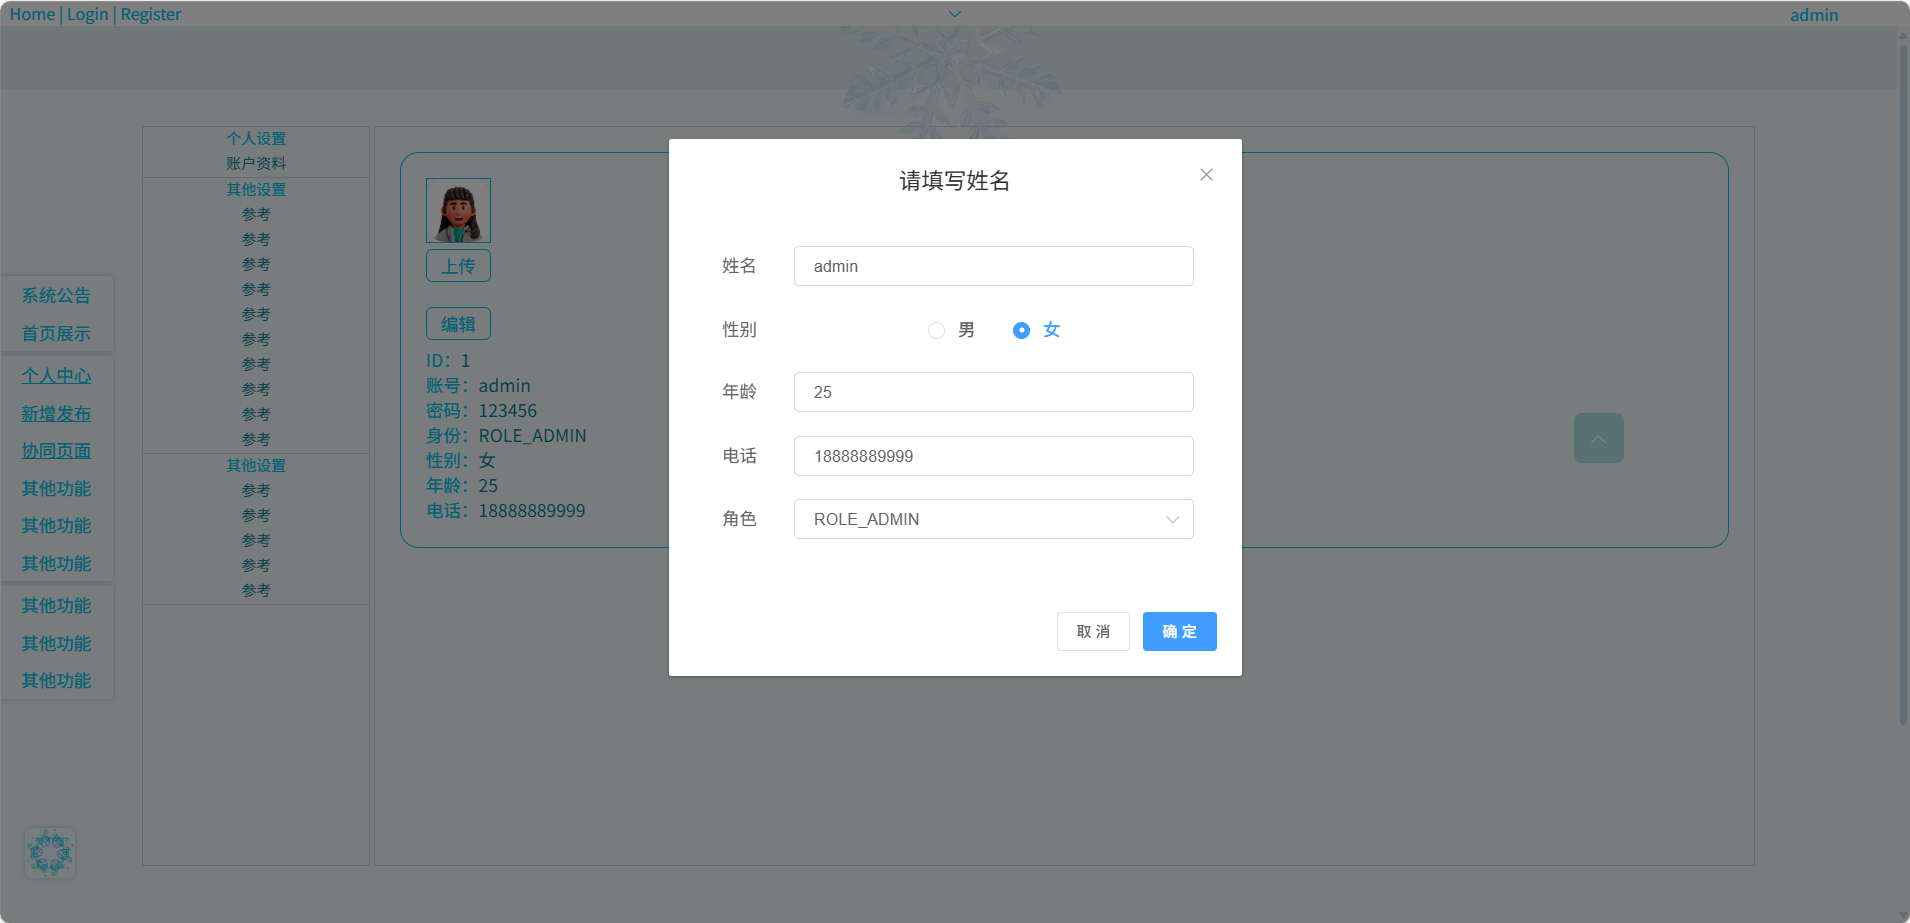 Home | Login | Register
admin
系统公告
首页展示
个人中心
新增发布
协同页面
其他功能
其他功能
其他功能
其他功能
其他功能
其他功能
个人设置
账户资料
其他设置
参考
参考
参考
参考
参考
参考
参考
参考
参考
参考
其他设置
参考
参考
参考
参考
参考
上传
编辑
ID：1
账号：admin
密码：123456
身份：ROLE_ADMIN
性别：女
年龄：25
电话：18888889999
请填写姓名
姓名 admin
性别 男 女
年龄 25
电话 18888889999
角色 ROLE_ADMIN
取 消 确 定